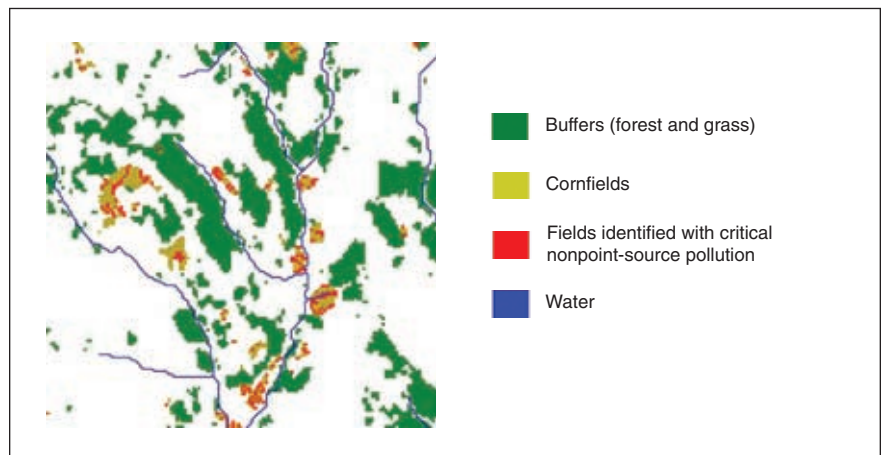 Buffers (forest and grass)
Cornfields
Fields identified with critical
nonpoint-source pollution
Water